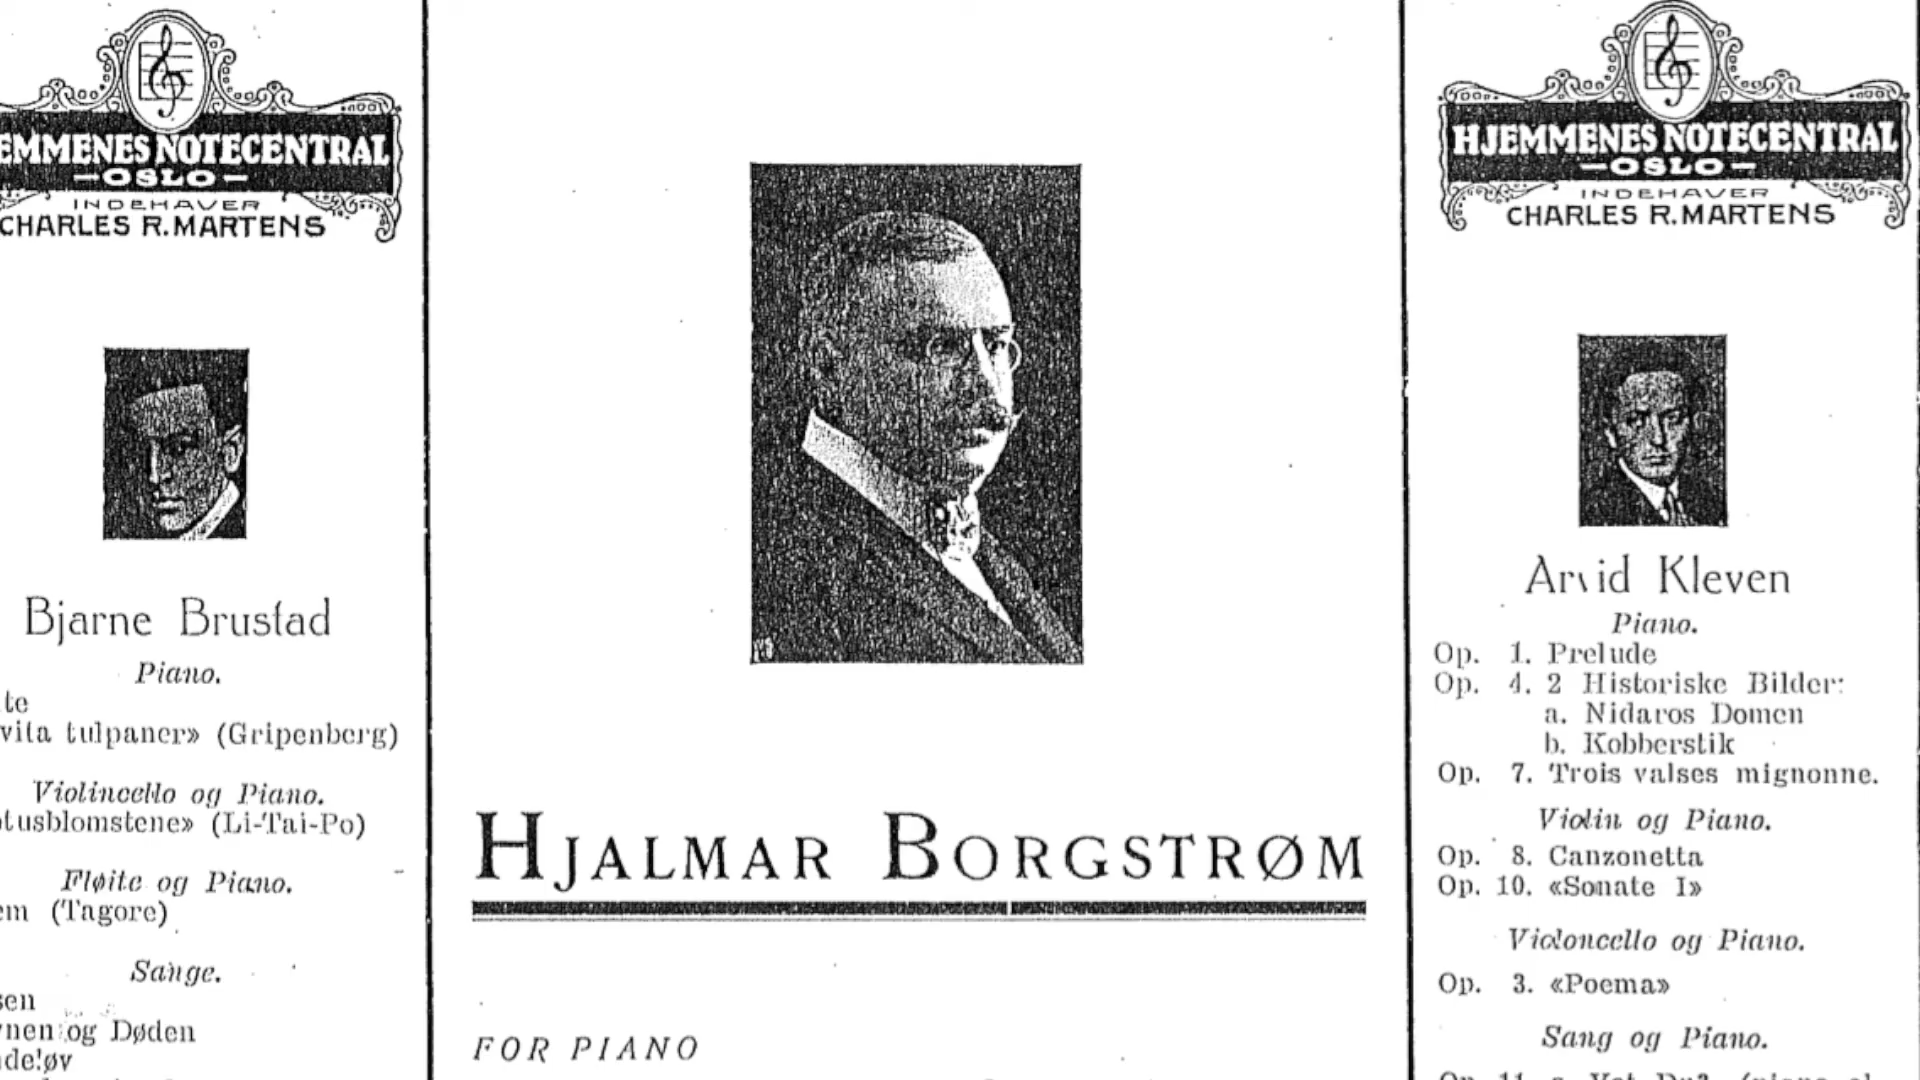 EMMENES NOTECENTRAL
—OSLO—
INDEHAVER
CHARLES R. MARTENS
Bjarne Brustad
Piano.
te
vita tulpaner» (Gripenberg)
Violincello og Piano.
tusblomstene» (Li-Tai-Po)
Fløite og Piano.
em (Tagore)
Sange.
sen
nen og Døden
deløv
HJALMAR BORGSTRØM
FOR PIANO
HJEMMENES NOTECENTRAL
—OSLO—
INDEHAVER
CHARLES R. MARTENS
Arvid Kleven
Piano.
Op. 1. Prelude
Op. 4. 2 Historiske Bilder:
a. Nidaros Domen
b. Kobberstik
Op. 7. Trois valses mignonne.
Violin og Piano.
Op. 8. Canzonetta
Op. 10. «Sonate I»
Violoncello og Piano.
Op. 3. «Poema»
Sang og Piano.